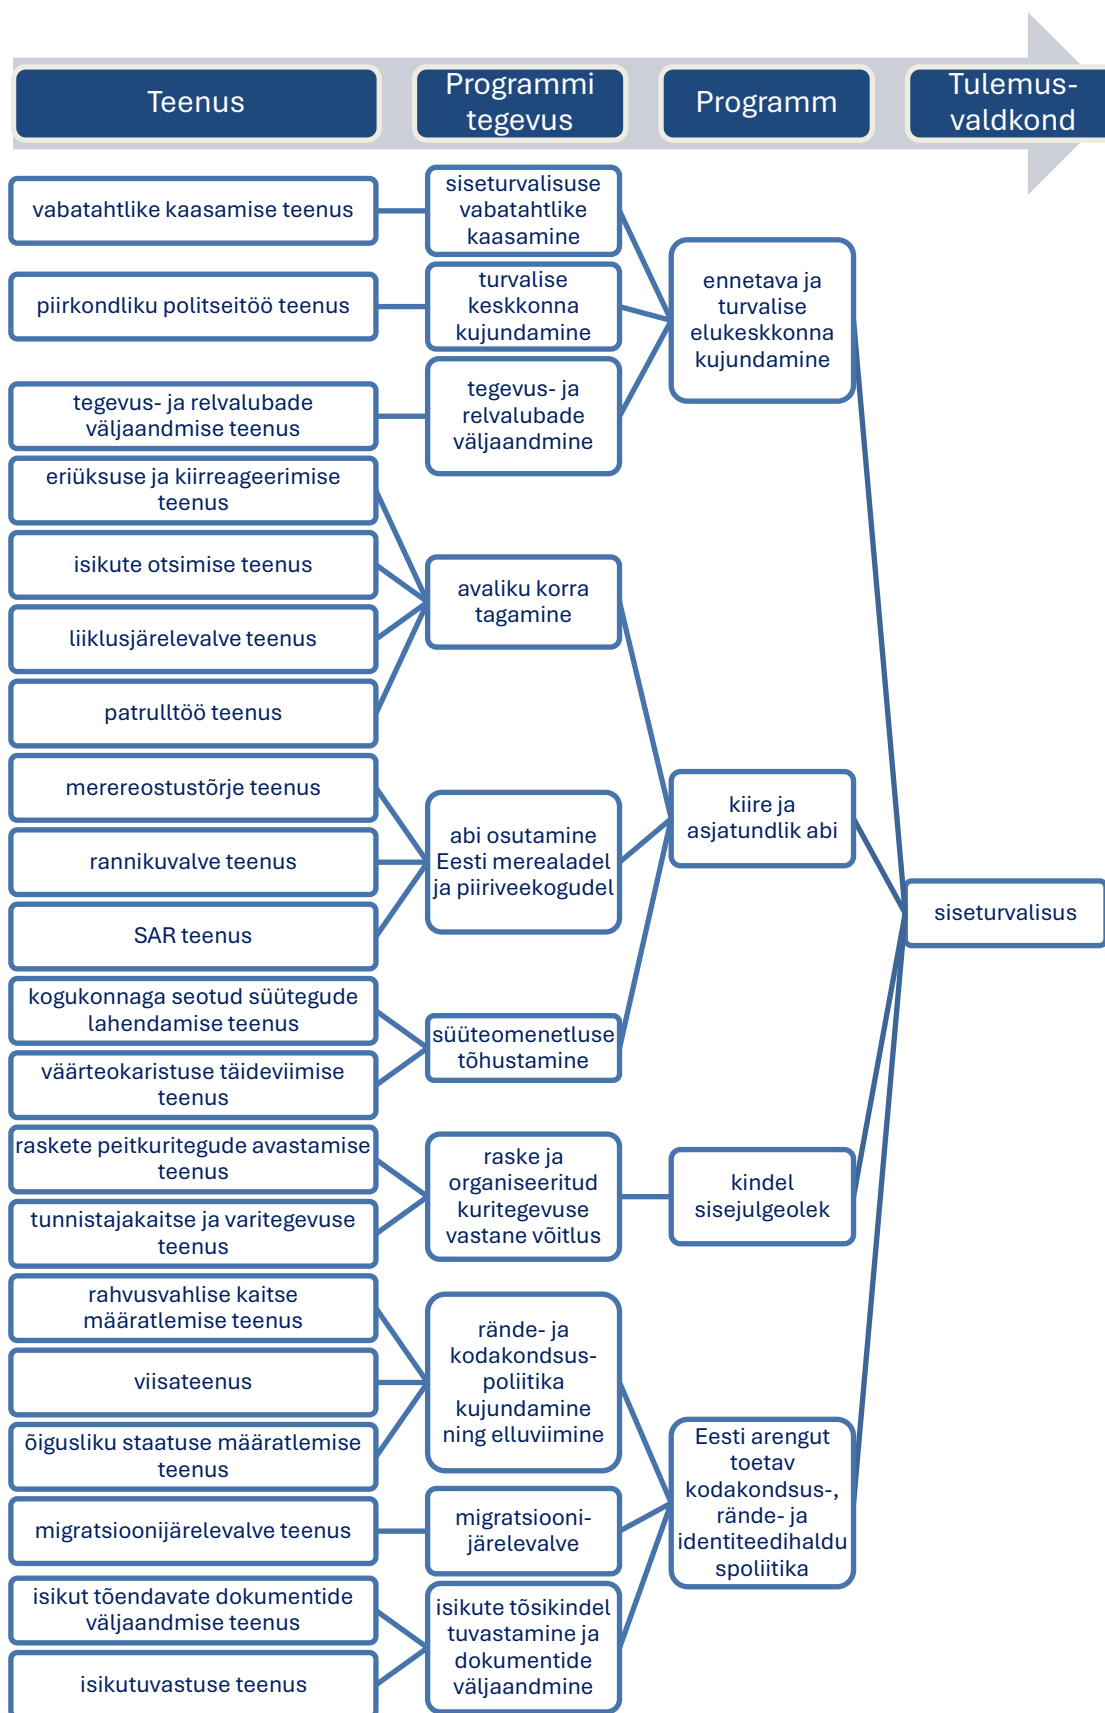 Teenus
Programmi
tegevus
Programm
Tulemus-
valdkond
vabatahtlike kaasamise teenus
piirkondliku politseitöö teenus
tegevus- ja relvalubade
väljaandmise teenus
eriüksuse ja kiirreageerimise
teenus
isikute otsimise teenus
liiklusjärelevalve teenus
patrulltöö teenus
merereostustõrje teenus
rannikuvalve teenus
SAR teenus
kogukonnaga seotud süütegude
lahendamise teenus
väärteokaristuse täideviimise
teenus
raskete peitkuritegude avastamise
teenus
tunnistajakaitse ja varitegevuse
teenus
rahvusvahlise kaitse
määratlemise teenus
viisateenus
õigusliku staatuse määratlemise
teenus
migratsioonijärelevalve teenus
isikut tõendavate dokumentide
väljaandmise teenus
isikutuvastuse teenus
siseturvalisuse
vabatahtlike
kaasamine
turvalise
keskkonna
kujundamine
tegevus- ja
relvalubade
väljaandmine
avaliku korra
tagamine
abi osutamine
Eesti merealadel
ja piiriveekogudel
süüteomenetluse
tõhustamine
raske ja
organiseeritud
kuritegevuse
vastane võitlus
rände- ja
kodakondsus-
poliitika
kujundamine
ning elluviimine
migratsiooni-
järelevalve
isikute tõsikindel
tuvastamine ja
dokumentide
väljaandmine
ennetava ja
turvalise
elukeskkonna
kujundamine
kiire ja
asjatundlik abi
kindel
sisejulgeolek
Eesti arengut
toetav
kodakondsus-,
rände- ja
identiteedihaldu
spoliitika
siseturvalisus